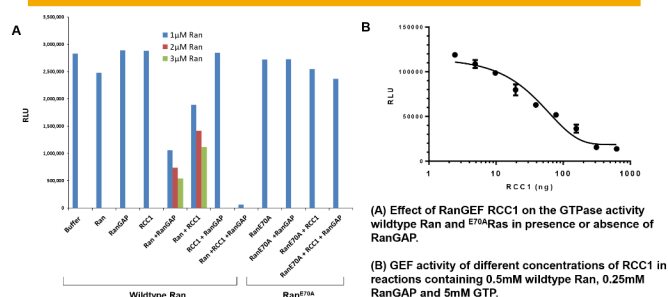 A
3,500,000
3,000,000
2,500,000
2,000,000
1,500,000
1,000,000
500,000
0
RLU
1µM Ran
2µM Ran
3µM Ran
Buffer
Ran
RanGAP
RCC1
Ran +RanGAP
Ran + RCC1
RCC1 + RanGAP
Ran +RCC1 +RanGAP
RanE70A
RanE70A +RanGAP
RanE70A + RCC1
RanE70A + RCC1 + RanGAP
Wildtype Ran
RanE70A
B
150000
100000
50000
0
RLU
1
10
100
1000
RCC1 (ng)
(A) Effect of RanGEF RCC1 on the GTPase activity
wildtype Ran and E70ARas in presence or absence of
RanGAP.
(B) GEF activity of different concentrations of RCC1 in
reactions containing 0.5mM wildtype Ran, 0.25mM
RanGAP and 5mM GTP.